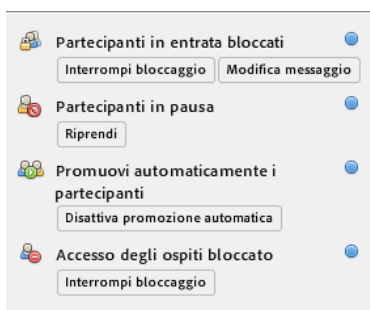 Partecipanti in entrata bloccati
Interrompi bloccaggio Modifica messaggio
Partecipanti in pausa
Riprendi
Promuovi automaticamente i
partecipanti
Disattiva promozione automatica
Accesso degli ospiti bloccato
Interrompi bloccaggio